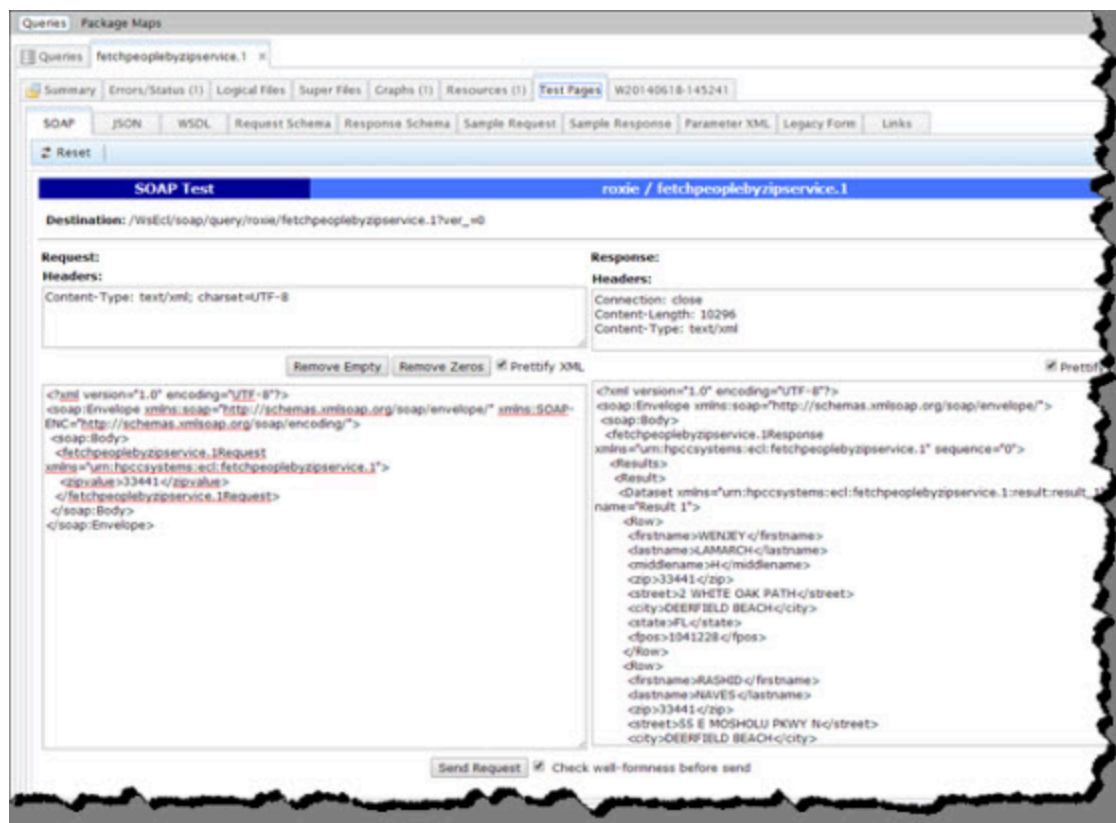 Queries Package Maps
Queries fetchpeoplebyzipservice.1 ×
Summary Errors/Status (1) Logical Files Super Files Graphs (1) Resources (1) Test Pages W20140618-145241
SOAP JSON WSDL Request Schema Response Schema Sample Request Sample Response Parameter XML Legacy Form Links
Reset
SOAP Test roxie / fetchpeoplebyzipservice.1
Destination: /WsEcl/soap/query/roxie/fetchpeoplebyzipservice.1?ver_=0
Request:
Headers:
Content-Type: text/xml; charset=UTF-8
Remove Empty Remove Zeros Prettify XML
<?xml version="1.0" encoding="UTF-8"?>
<soap:Envelope xmlns:soap="http://schemas.xmlsoap.org/soap/envelope/" xmlns:SOAP-
ENC="http://schemas.xmlsoap.org/soap/encoding/">
<soap:Body>
<fetchpeoplebyzipservice.1Request
xmlns="urn:hpccsystems:ecl:fetchpeoplebyzipservice.1">
<zipvalue>33441</zipvalue>
</fetchpeoplebyzipservice.1Request>
</soap:Body>
</soap:Envelope>
Response:
Headers:
Connection: close
Content-Length: 10296
Content-Type: text/xml
Prettif
<?xml version="1.0" encoding="UTF-8"?>
<soap:Envelope xmlns:soap="http://schemas.xmlsoap.org/soap/envelope/">
<soap:Body>
<fetchpeoplebyzipservice.1Response
xmlns="urn:hpccsystems:ecl:fetchpeoplebyzipservice.1" sequence="0">
<Results>
<Result>
<Dataset xmlns="urn:hpccsystems:ecl:fetchpeoplebyzipservice.1:result:result_1"
name="Result 1">
<Row>
<firstname>WENJEY</firstname>
<lastname>LAMARCH</lastname>
<middlename>H</middlename>
<zip>33441</zip>
<street>2 WHITE OAK PATH</street>
<city>DEERFIELD BEACH</city>
<state>FL</state>
<fpos>1041228</fpos>
</Row>
<Row>
<firstname>RASHID</firstname>
<lastname>NAVES</lastname>
<zip>33441</zip>
<street>55 E MOSHOLU PKWY N</street>
<city>DEERFIELD BEACH</city>
Send Request Check well-formness before send